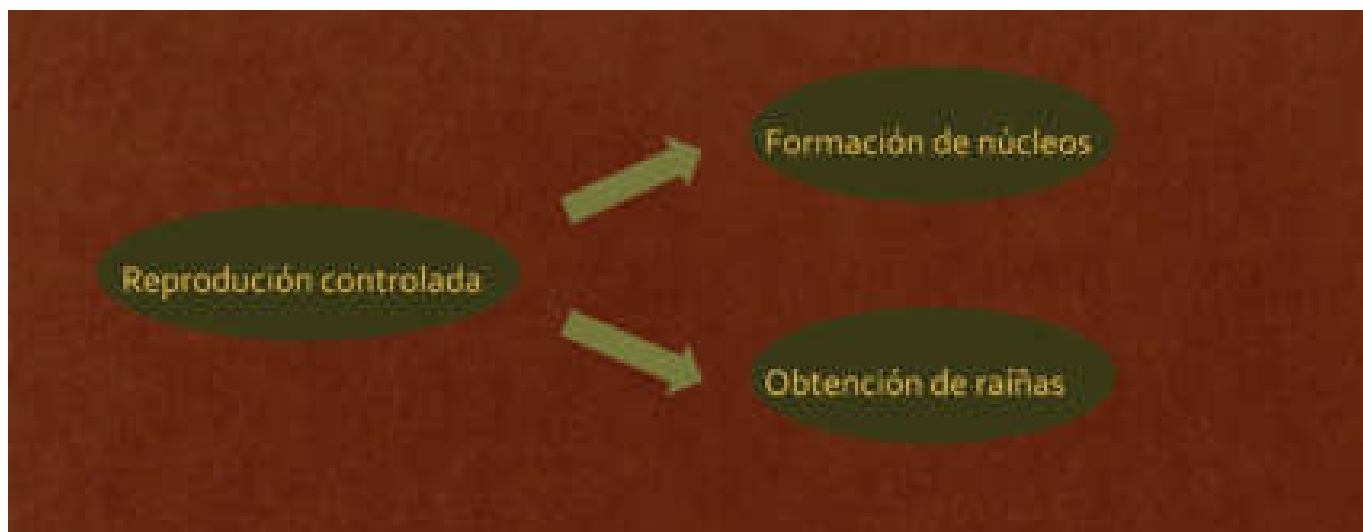 Formación de núcleos
Reprodución controlada
Obtención de raíñas